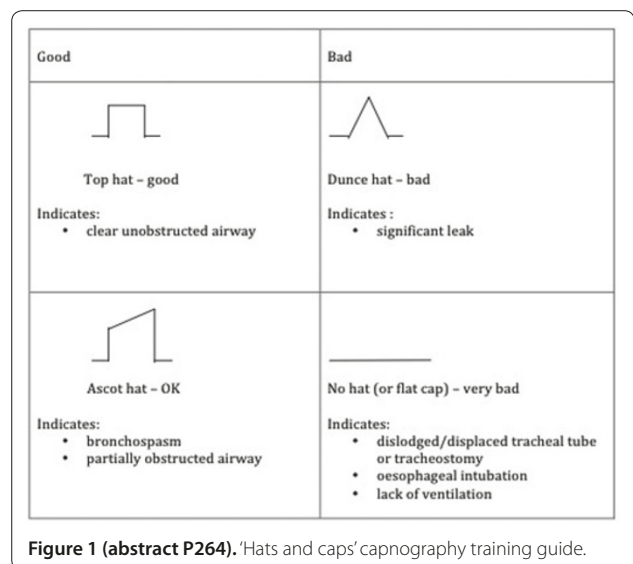 Good
Bad
Top hat – good
Indicates:
• clear unobstructed airway
Dunce hat – bad
Indicates :
• significant leak
Ascot hat – OK
Indicates:
• bronchospasm
• partially obstructed airway
No hat (or flat cap) – very bad
Indicates:
• dislodged/displaced tracheal tube
or tracheostomy
• oesophageal intubation
• lack of ventilation
Figure 1 (abstract P264). 'Hats and caps' capnography training guide.